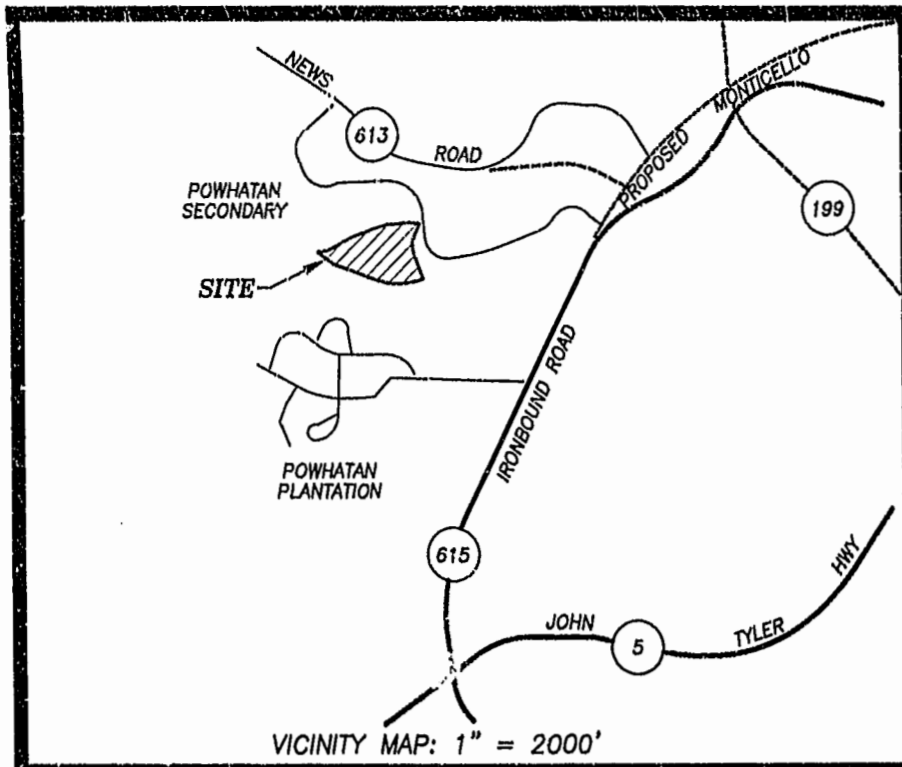 NEWS
613
ROAD
PROPOSED
MONTICELLO
199
POWHATAN
SECONDARY
SITE
IRONBOUND ROAD
POWHATAN
PLANTATION
615
JOHN
5
TYLER
HWY
VICINITY MAP: 1" = 2000'